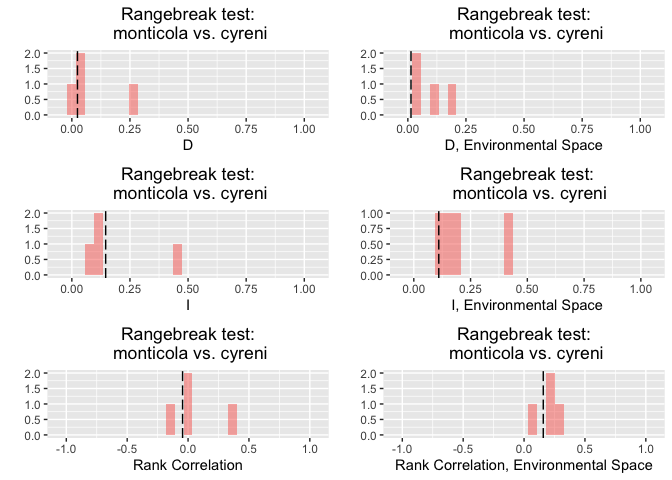 Rangebreak test:
monticola vs. cyreni
2.0
1.5
1.0
0.5
0.0
0.00 0.25 0.50 0.75 1.00
D
Rangebreak test:
monticola vs. cyreni
2.0
1.5
1.0
0.5
0.0
0.00 0.25 0.50 0.75 1.00
D, Environmental Space
Rangebreak test:
monticola vs. cyreni
2.0
1.5
1.0
0.5
0.0
0.00 0.25 0.50 0.75 1.00
I
Rangebreak test:
monticola vs. cyreni
1.00
0.75
0.50
0.25
0.00
0.00 0.25 0.50 0.75 1.00
I, Environmental Space
Rangebreak test:
monticola vs. cyreni
2.0
1.5
1.0
0.5
0.0
-1.0 -0.5 0.0 0.5 1.0
Rank Correlation
Rangebreak test:
monticola vs. cyreni
2.0
1.5
1.0
0.5
0.0
-1.0 -0.5 0.0 0.5 1.0
Rank Correlation, Environmental Space